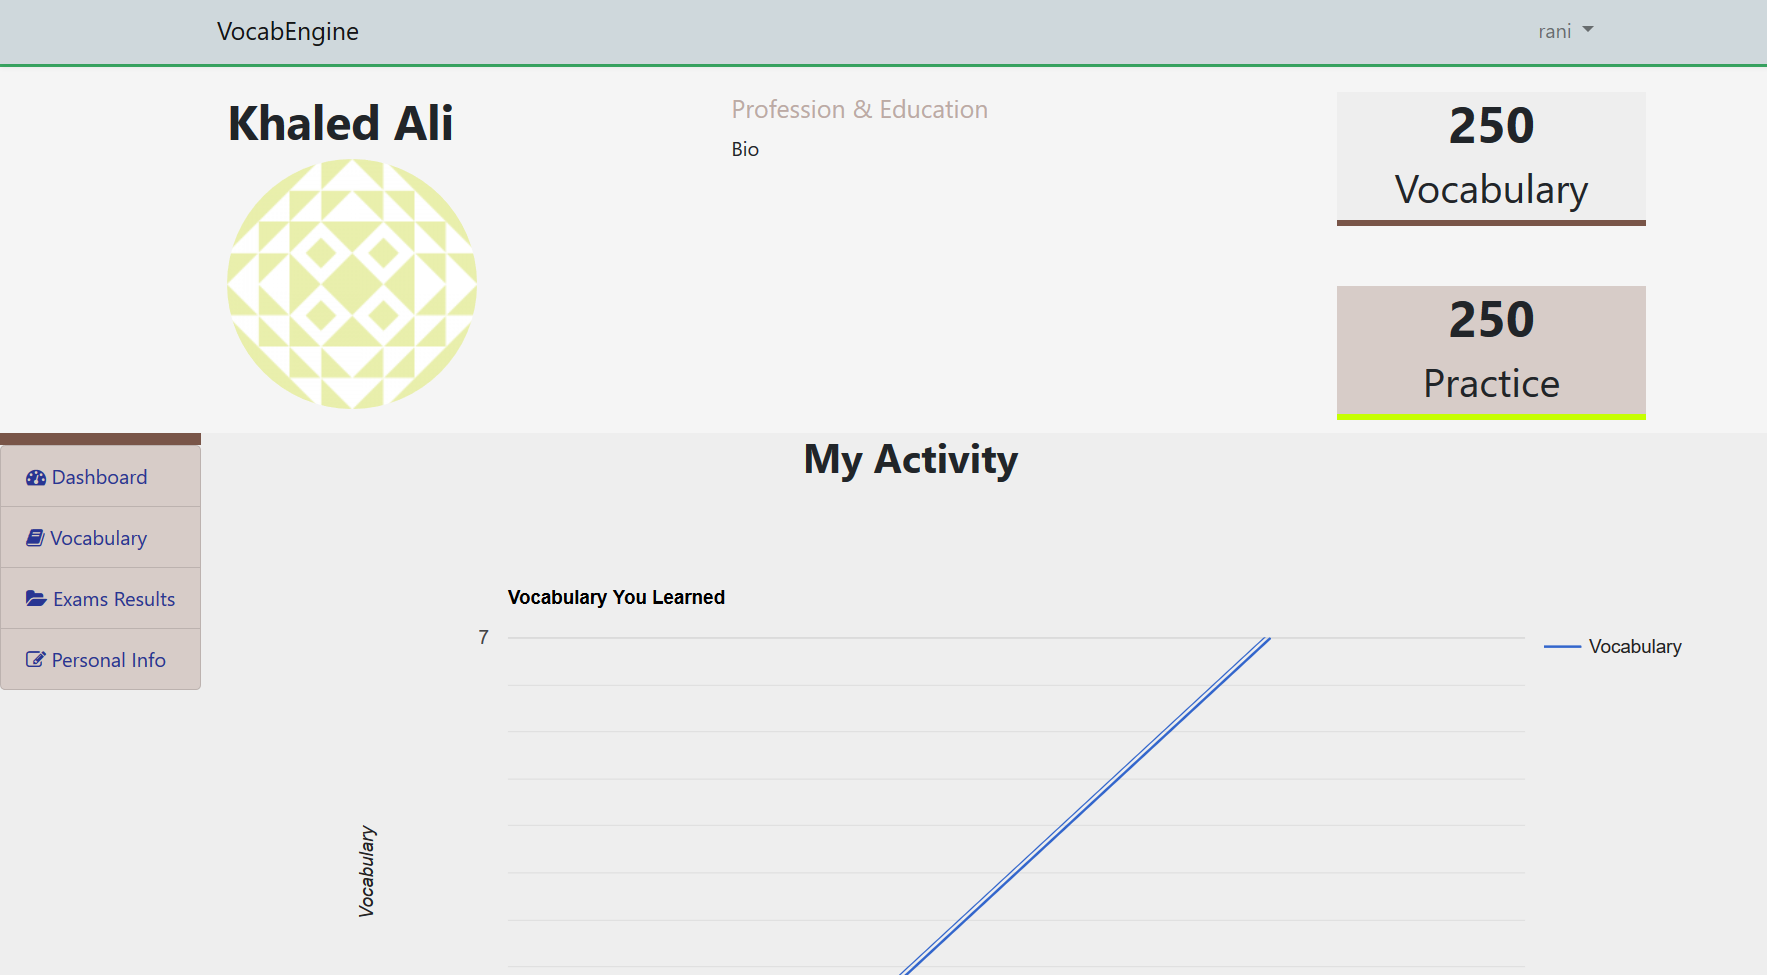 VocabEngine
rani
Khaled Ali
Profession & Education
Bio
250
Vocabulary
250
Practice
Dashboard
Vocabulary
Exams Results
Personal Info
My Activity
Vocabulary You Learned
7
Vocabulary
Vocabulary